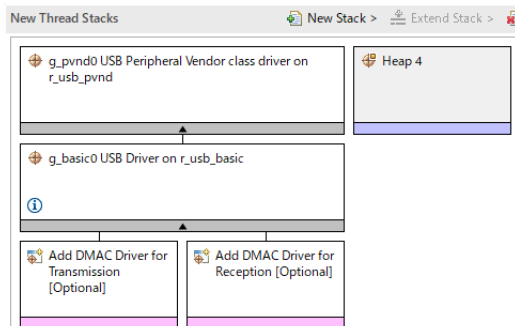 New Thread Stacks
New Stack >
Extend Stack >
g_pvnd0 USB Peripheral Vendor class driver on
r_usb_pvnd
Heap 4
g_basic0 USB Driver on r_usb_basic
Add DMAC Driver for
Transmission
[Optional]
Add DMAC Driver for
Reception [Optional]